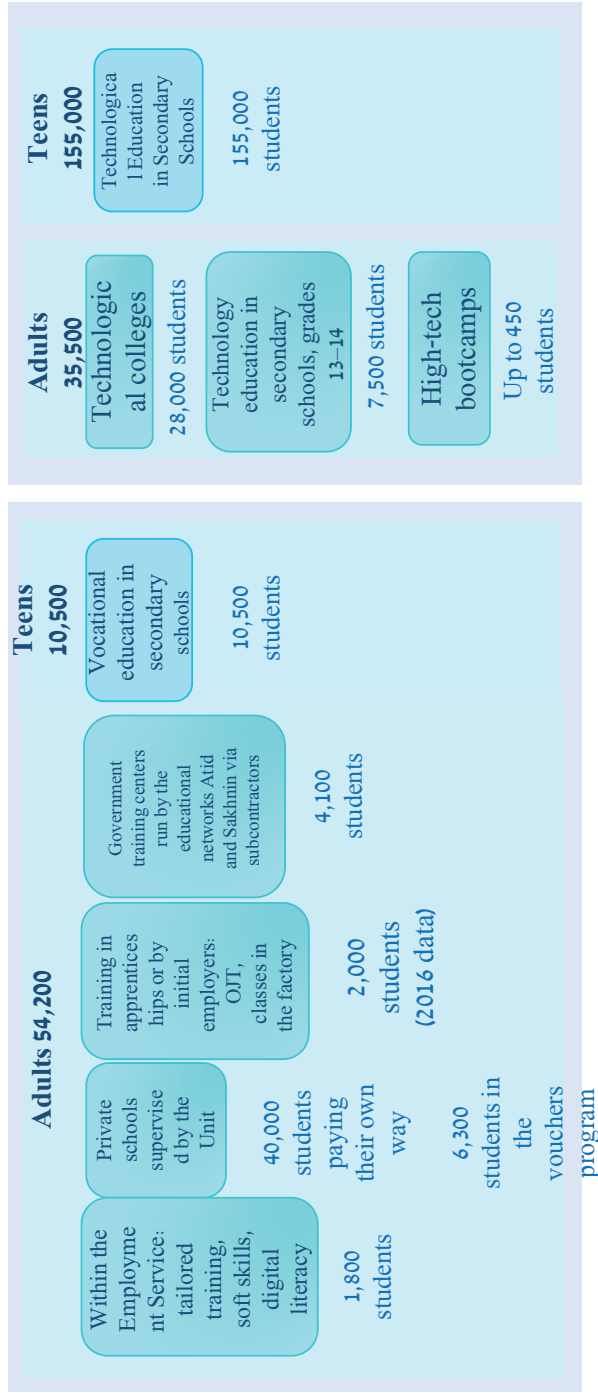 Adults 54,200
Within the
Employme
nt Service:
tailored
training,
soft skills,
digital
literacy
1,800
students
Private
schools
supervise
d by the
Unit
40,000
students
paying
their own
way
6,300
students in
the
vouchers
program
Training in
apprentices
hips or by
initial
employers:
OJT,
classes in
the factory
2,000
students
(2016 data)
Government
training centers
run by the
educational
networks Atid
and Sakhnin via
subcontractors
4,100
students
Teens
10,500
Vocational
education in
secondary
schools
10,500
students
Adults
35,500
Technologic
al colleges
28,000 students
Technology
education in
secondary
schools, grades
13–14
7,500 students
High-tech
bootcamps
Up to 450
students
Teens
155,000
Technologica
l Education
in Secondary
Schools
155,000
students